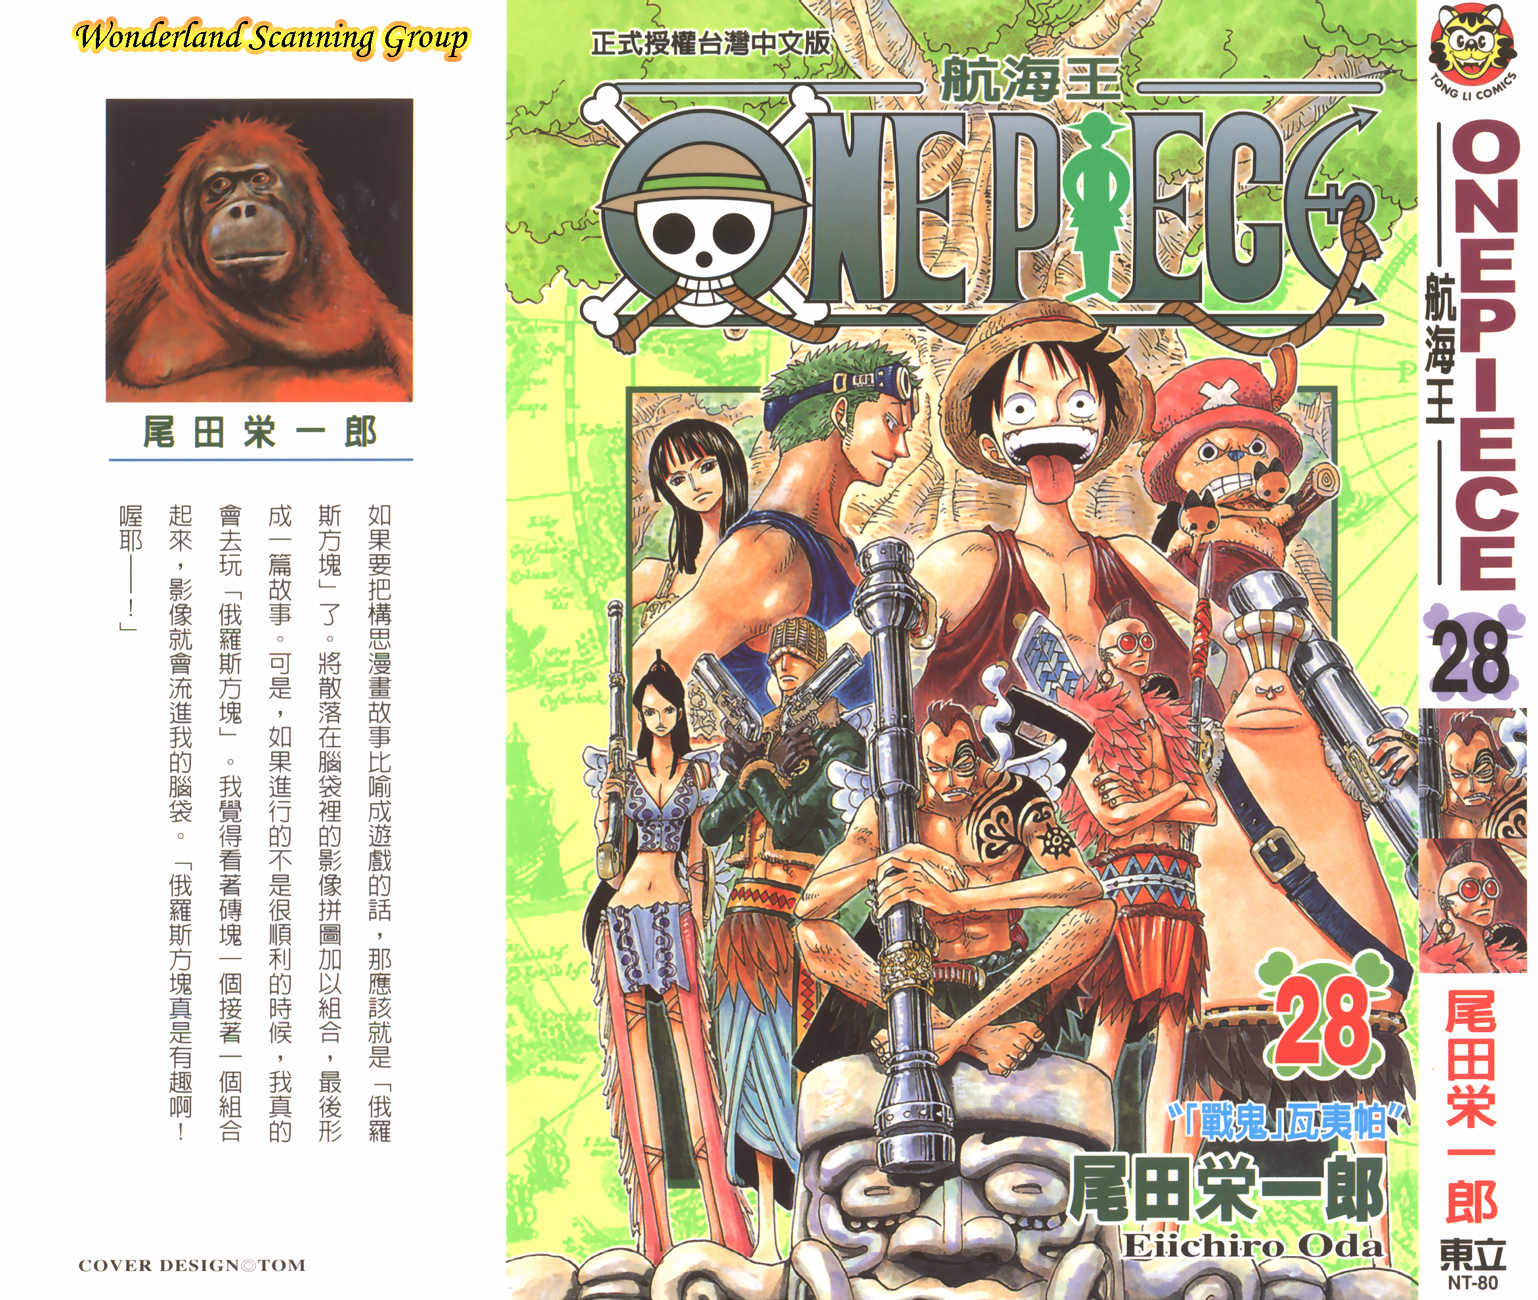 Wonderland Scanning Group
尾田栄一郎
如果要把構思漫畫故事比喻成遊戲的話，那應該就是「俄羅
斯方塊」了。將散落在腦袋裡的影像拼圖加以組合，最後形
成一篇故事。可是，如果進行的不是很順利的時候，我真的
會去玩「俄羅斯方塊」。我覺得看著磚塊一個接著一個組合
起來，影像就會流進我的腦袋。「俄羅斯方塊真是有趣啊！
喔耶——！」
COVER DESIGN©TOM
正式授權台灣中文版
航海王
ONE PIECE
28
“「戰鬼」瓦夷帕”
尾田栄一郎
Eiichiro Oda
TONG LI COMICS
ONE PIECE
航海王
28
尾田栄一郎
東立
NT-80